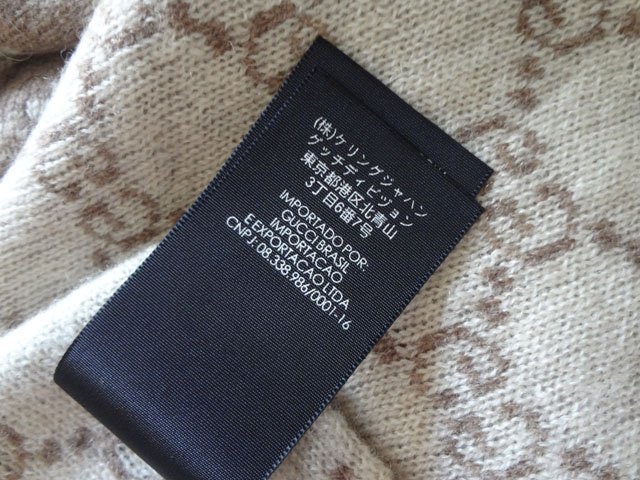 (株)ケリングジャパン
グッチディビジョン
東京都港区北青山
3丁目6番7号
IMPORTADO POR:
GUCCI BRASIL
IMPORTACAO
E EXPORTACAO LTDA
CNPJ: 08.338.986/0001-16